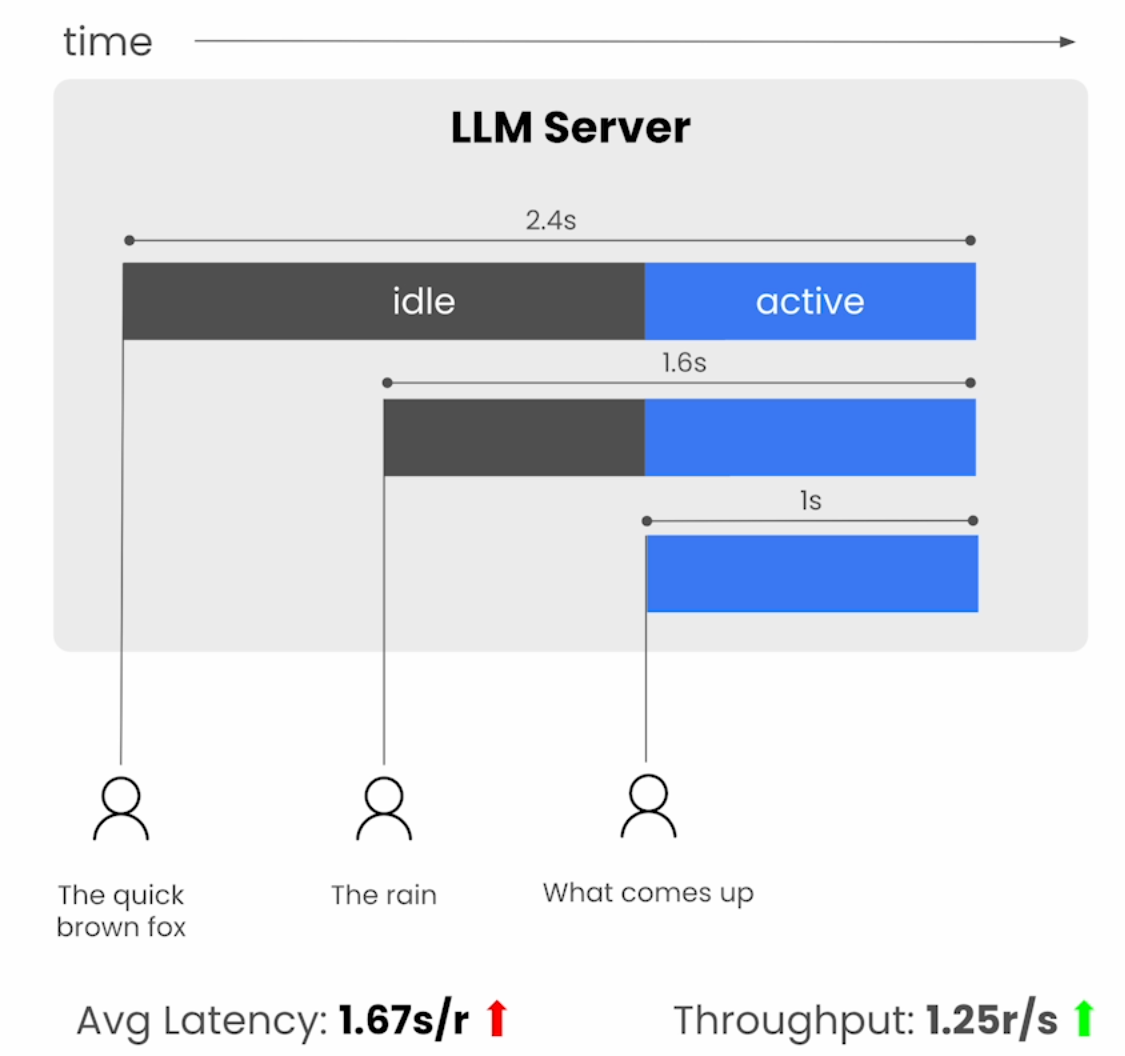 time
LLM Server
2.4s
idle
active
1.6s
1s
The quick
brown fox
The rain
What comes up
Avg Latency: 1.67s/r
Throughput: 1.25r/s